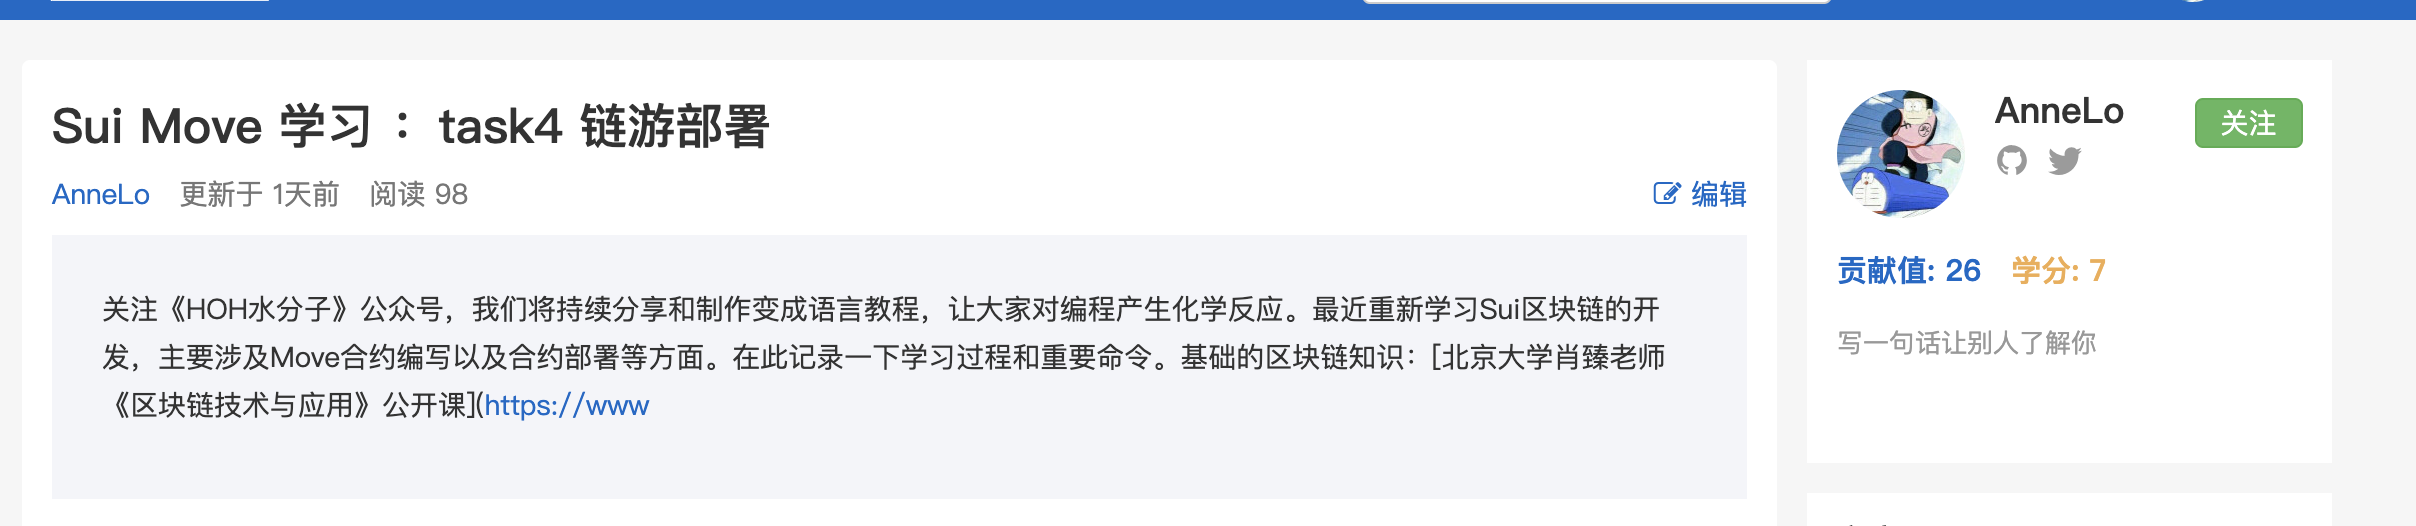 Sui Move 学习 ： task4 链游部署
AnneLo 更新于 1天前 阅读 98
编辑
关注《HOH水分子》公众号，我们将持续分享和制作变成语言教程，让大家对编程产生化学反应。最近重新学习Sui区块链的开
发，主要涉及Move合约编写以及合约部署等方面。在此记录一下学习过程和重要命令。基础的区块链知识：[北京大学肖臻老师
《区块链技术与应用》公开课](https://www
AnneLo
关注
贡献值: 26 学分: 7
写一句话让别人了解你